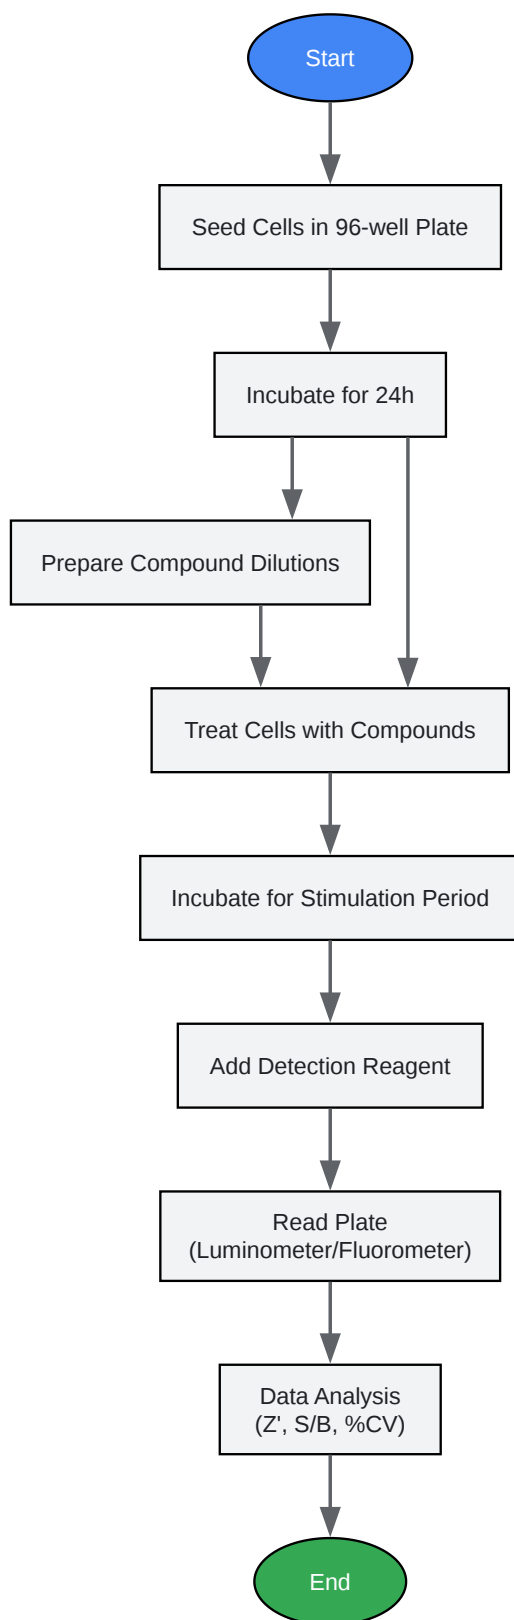 Start
Seed Cells in 96-well Plate
Incubate for 24h
Prepare Compound Dilutions
Treat Cells with Compounds
Incubate for Stimulation Period
Add Detection Reagent
Read Plate
(Luminometer/Fluorometer)
Data Analysis
(Z', S/B, %CV)
End